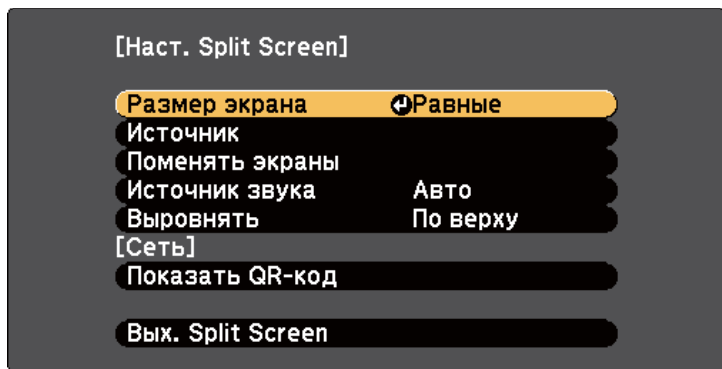 [Наст. Split Screen]
Размер экрана Равные
Источник
Поменять экраны
Источник звука Авто
Выровнять По верху
[Сеть]
Показать QR-код
Вых. Split Screen